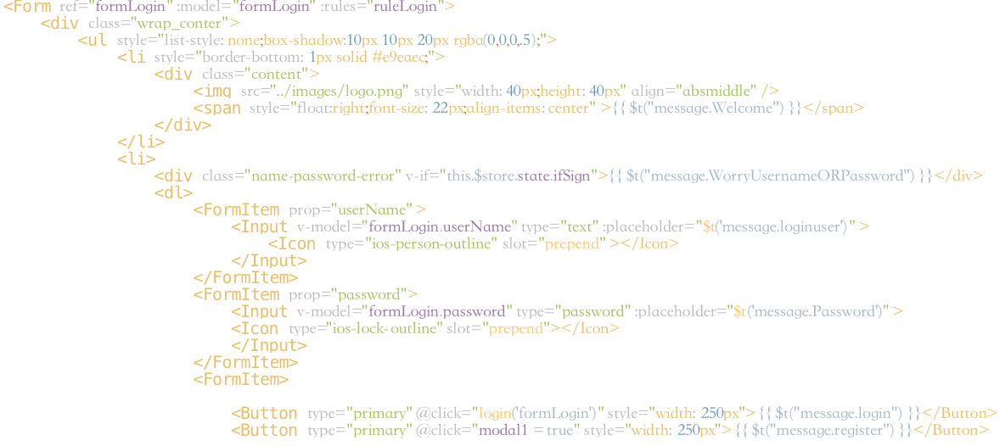 <Form ref="formLogin" :model="formLogin" :rules="ruleLogin">
<div class="wrap_conter">
<ul style="list-style: none;box-shadow:10px 10px 20px rgba(0,0,0,.5);">
<li style="border-bottom: 1px solid #e9eaec;">
<div class="content">
<img src="../images/logo.png" style="width: 40px;height: 40px" align="absmiddle" />
<span style="float:right;font-size: 22px;align-items: center" >{{ $t("message.Welcome") }}</span>
</div>
</li>
<li>
<div class="name-password-error" v-if="this.$store.state.ifSign">{{ $t("message.WorryUsernameORPassword") }}</div>
<dl>
<FormItem prop="userName" >
<Input v-model="formLogin.userName" type="text" :placeholder="$t('message.loginuser')" >
<Icon type="ios-person-outline" slot="prepend" ></Icon>
</Input>
</FormItem>
<FormItem prop="password">
<Input v-model="formLogin.password" type="password" :placeholder="$t('message.Password')" >
<Icon type="ios-lock-outline" slot="prepend"></Icon>
</Input>
</FormItem>
<FormItem>
<Button type="primary" @click="login('formLogin')" style="width: 250px">{{ $t("message.login") }}</Button>
<Button type="primary" @click="modal1 = true" style="width: 250px">{{ $t("message.register") }}</Button>